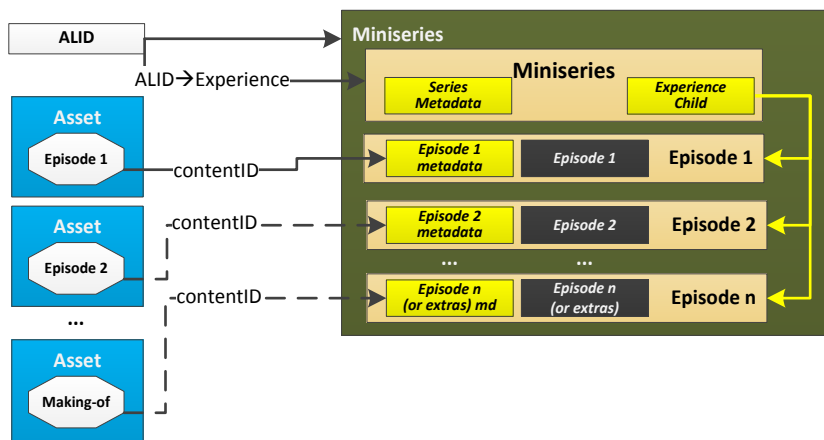 ALID
Miniseries
ALID→Experience
Miniseries
Series
Metadata
Experience
Child
Asset
Episode 1
contentID
Episode 1
metadata
Episode 1
Episode 1
Asset
Episode 2
contentID
Episode 2
metadata
Episode 2
Episode 2
...
...
...
contentID
Episode n
(or extras) md
Episode n
(or extras)
Episode n
Asset
Making-of